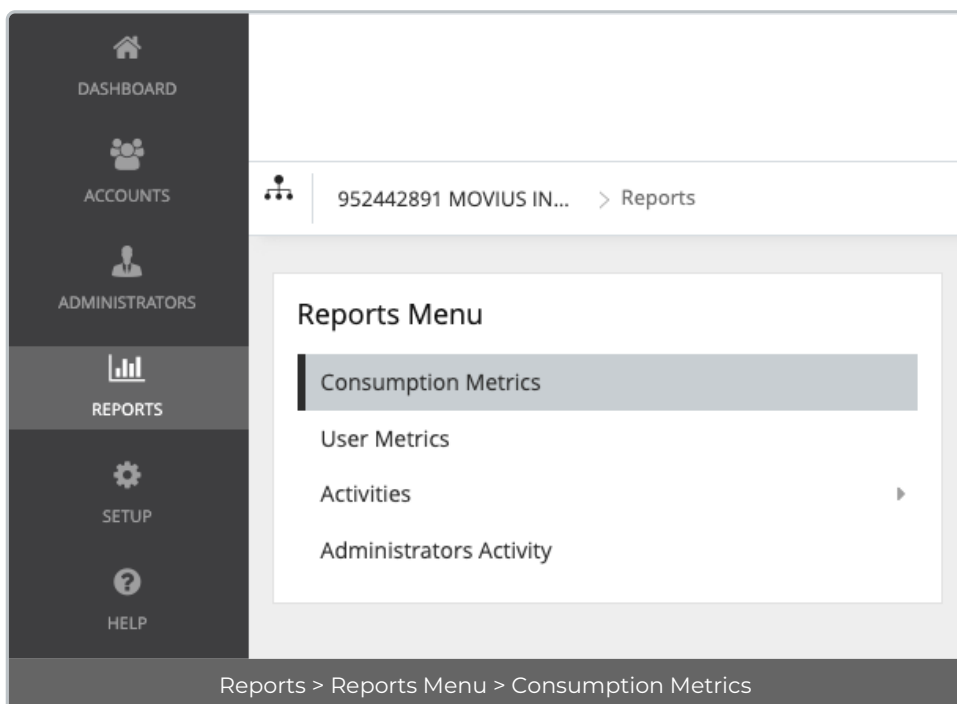 DASHBOARD
ACCOUNTS
ADMINISTRATORS
REPORTS
SETUP
HELP
952442891 MOVIUS IN... > Reports
Reports Menu
Consumption Metrics
User Metrics
Activities
Administrators Activity
Reports > Reports Menu > Consumption Metrics